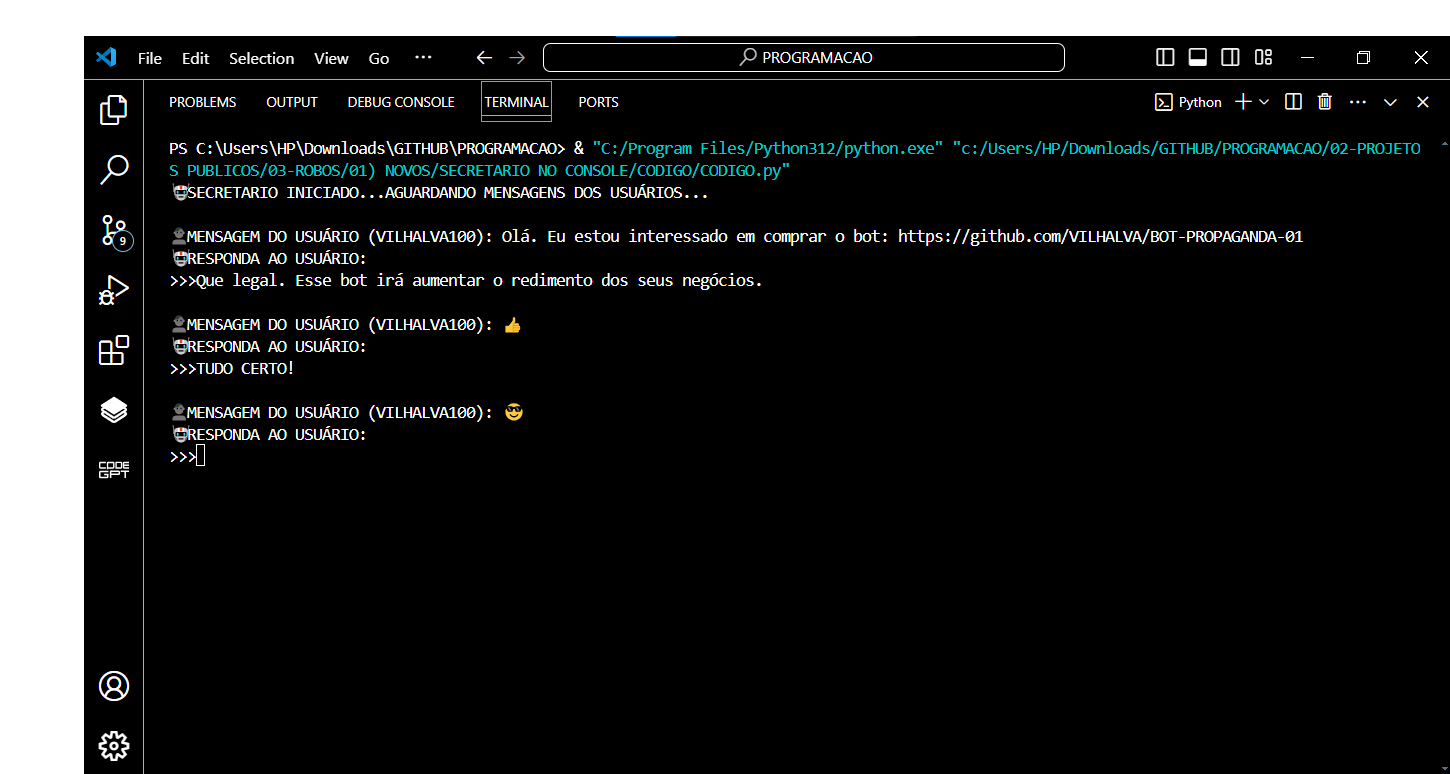 File Edit Selection View Go ··· PROGRAMACAO
PROBLEMS OUTPUT DEBUG CONSOLE TERMINAL PORTS Python
PS C:\Users\HP\Downloads\GITHUB\PROGRAMACAO> & "C:/Program Files/Python312/python.exe" "c:/Users/HP/Downloads/GITHUB/PROGRAMACAO/02-PROJETO
S PUBLICOS/03-ROBOS/01) NOVOS/SECRETARIO NO CONSOLE/CODIGO/CODIGO.py"
SECRETARIO INICIADO...AGUARDANDO MENSAGENS DOS USUÁRIOS...
MENSAGEM DO USUÁRIO (VILHALVA100): Olá. Eu estou interessado em comprar o bot: https://github.com/VILHALVA/BOT-PROPAGANDA-01
RESPONDA AO USUÁRIO:
>>>Que legal. Esse bot irá aumentar o redimento dos seus negócios.
MENSAGEM DO USUÁRIO (VILHALVA100): 👍
RESPONDA AO USUÁRIO:
>>>TUDO CERTO!
MENSAGEM DO USUÁRIO (VILHALVA100): 😎
RESPONDA AO USUÁRIO:
>>>
9
CODE
GPT